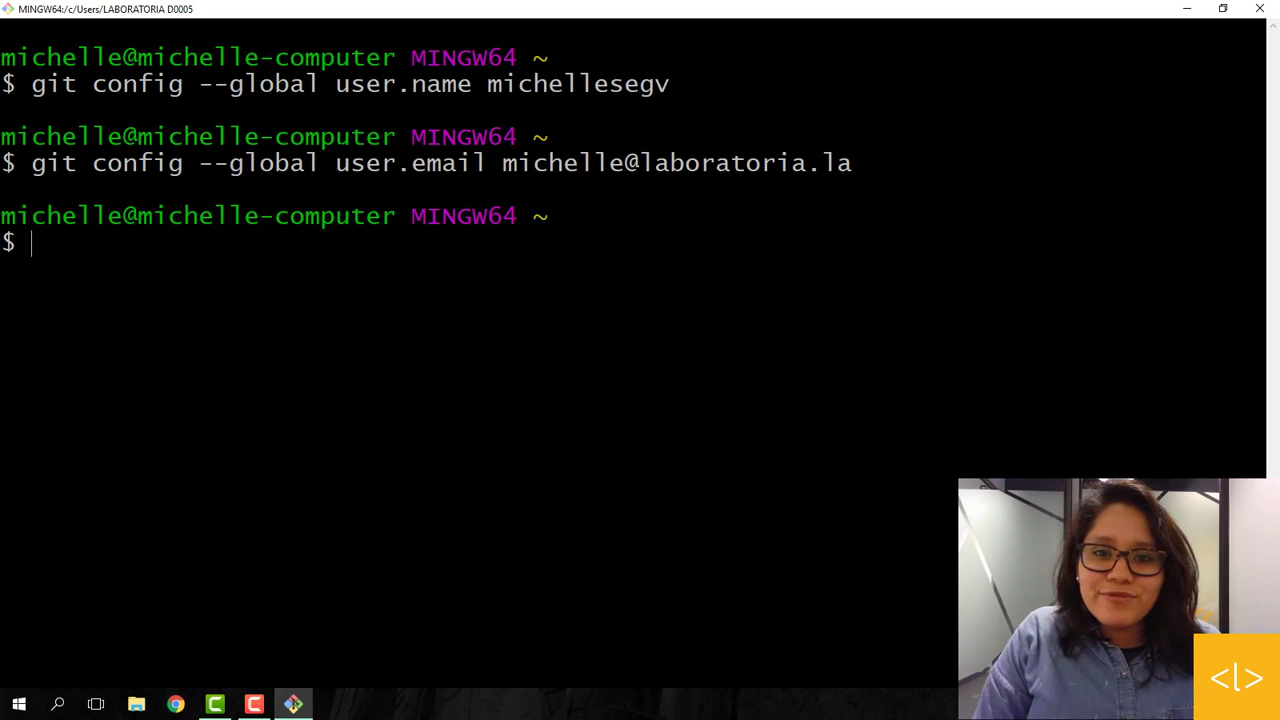 MINGW64:/c/Users/LABORATORIA D0005
michelle@michelle-computer MINGW64 ~
$ git config --global user.name michellesegv
michelle@michelle-computer MINGW64 ~
$ git config --global user.email michelle@laboratoria.la
michelle@michelle-computer MINGW64 ~
$
<l>